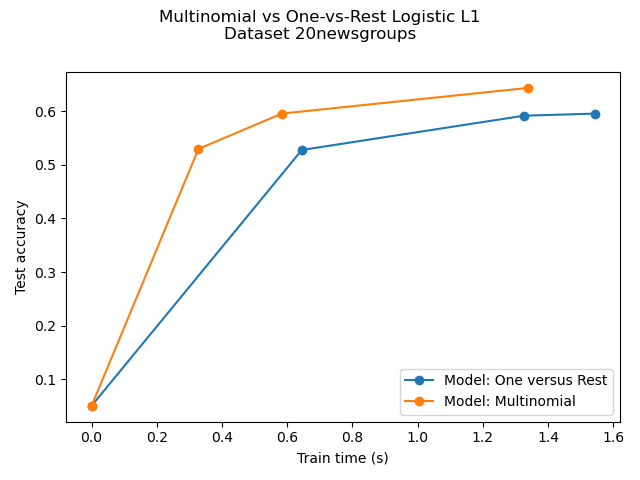 Multinomial vs One-vs-Rest Logistic L1
Dataset 20newsgroups
0.6
0.5
0.4
0.3
0.2
0.1
Test accuracy
Model: One versus Rest
Model: Multinomial
0.0 0.2 0.4 0.6 0.8 1.0 1.2 1.4 1.6
Train time (s)